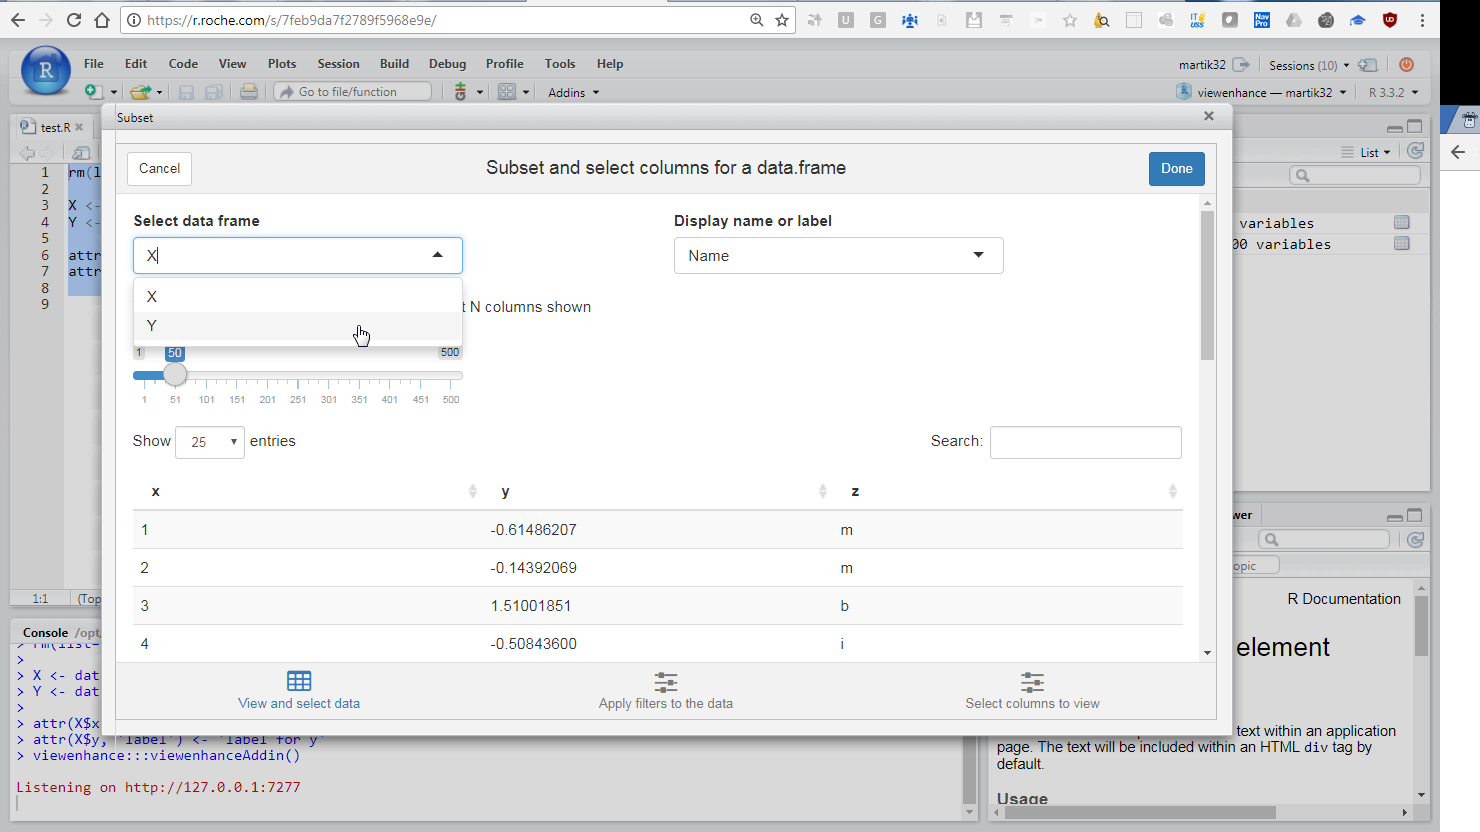 https://r.roche.com/s/7feb9da7f2789f5968e9e/
File Edit Code View Plots Session Build Debug Profile Tools Help
martik32 Sessions (10)
Go to file/function Addins
viewenhance — martik32 R 3.3.2
test.R
Subset
List
Cancel Subset and select columns for a data.frame Done
1 rm(l
2
3 X <-
4 Y <-
5
6 attr
7 attr
8
9
Select data frame Display name or label
X Name
X
Y
t N columns shown
variables
00 variables
1 50 500
1 51 101 151 201 251 301 351 401 451 500
Show 25 entries Search:
x y z
1 -0.61486207 m
2 -0.14392069 m
3 1.51001851 b
4 -0.50843600 i
View and select data Apply filters to the data Select columns to view
1:1 (Top
Console /opt
> rm(list=
>
> X <- dat
> Y <- dat
>
> attr(X$x
> attr(X$y, 'label') <- 'label for y'
> viewenhance:::viewenhanceAddin()
Listening on http://127.0.0.1:7277
wer
opic
R Documentation
element
text within an application
page. The text will be included within an HTML div tag by
default.
Usage